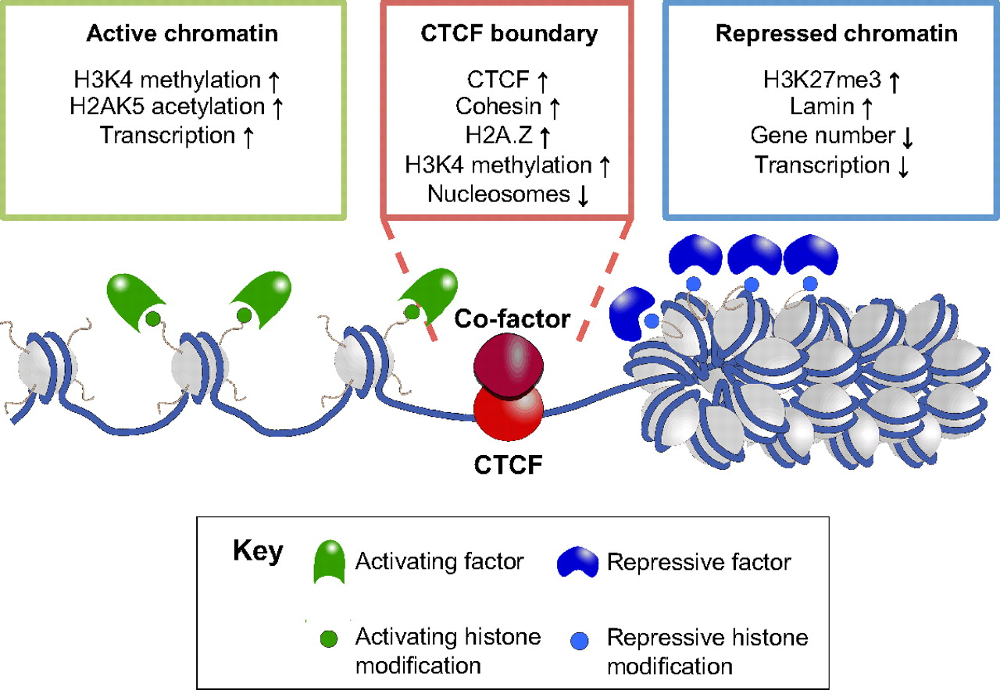 Active chromatin
H3K4 methylation ↑
H2AK5 acetylation ↑
Transcription ↑
CTCF boundary
CTCF ↑
Cohesin ↑
H2A.Z ↑
H3K4 methylation ↑
Nucleosomes ↓
Repressed chromatin
H3K27me3 ↑
Lamin ↑
Gene number ↓
Transcription ↓
Co-factor
CTCF
Key
Activating factor
Repressive factor
Activating histone
modification
Repressive histone
modification